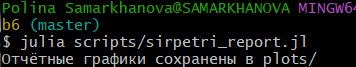 Polina Samarkhanova@SAMARKHANOVA MINGW64
b6 (master)
$ julia scripts/sirpetri_report.jl
Отчётные графики сохранены в plots/